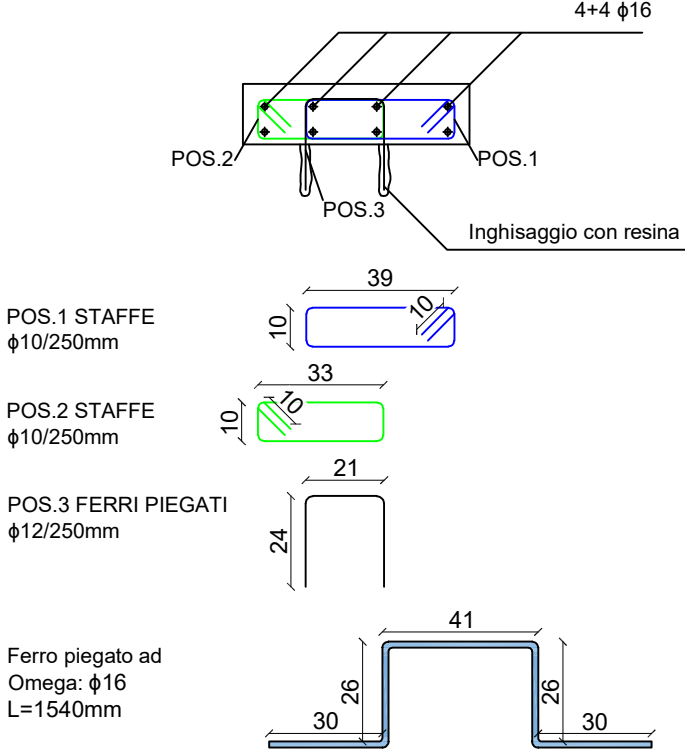 4+4 ϕ16
POS.2
POS.1
POS.3
Inghisaggio con resina
39
POS.1 STAFFE
ϕ10/250mm
10
10
33
POS.2 STAFFE
ϕ10/250mm
10
10
21
POS.3 FERRI PIEGATI
ϕ12/250mm
24
41
Ferro piegato ad
Omega: ϕ16
L=1540mm
26
26
30
30